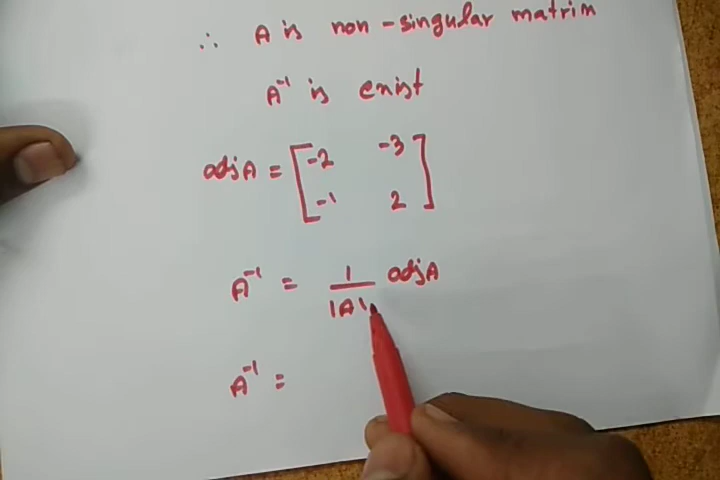 ∴ A is non-singular matrix
A⁻¹ is exist
adjA = [ -2 -3
-1 2 ]
A⁻¹ = 1/|A| adjA
A⁻¹ =